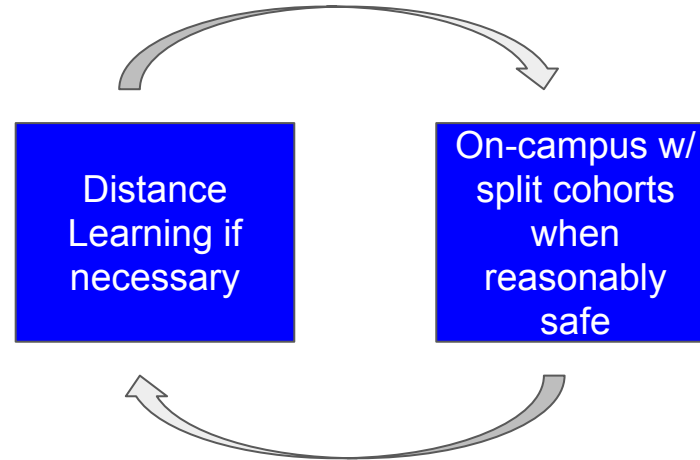 Distance
Learning if
necessary
On-campus w/
split cohorts
when
reasonably
safe